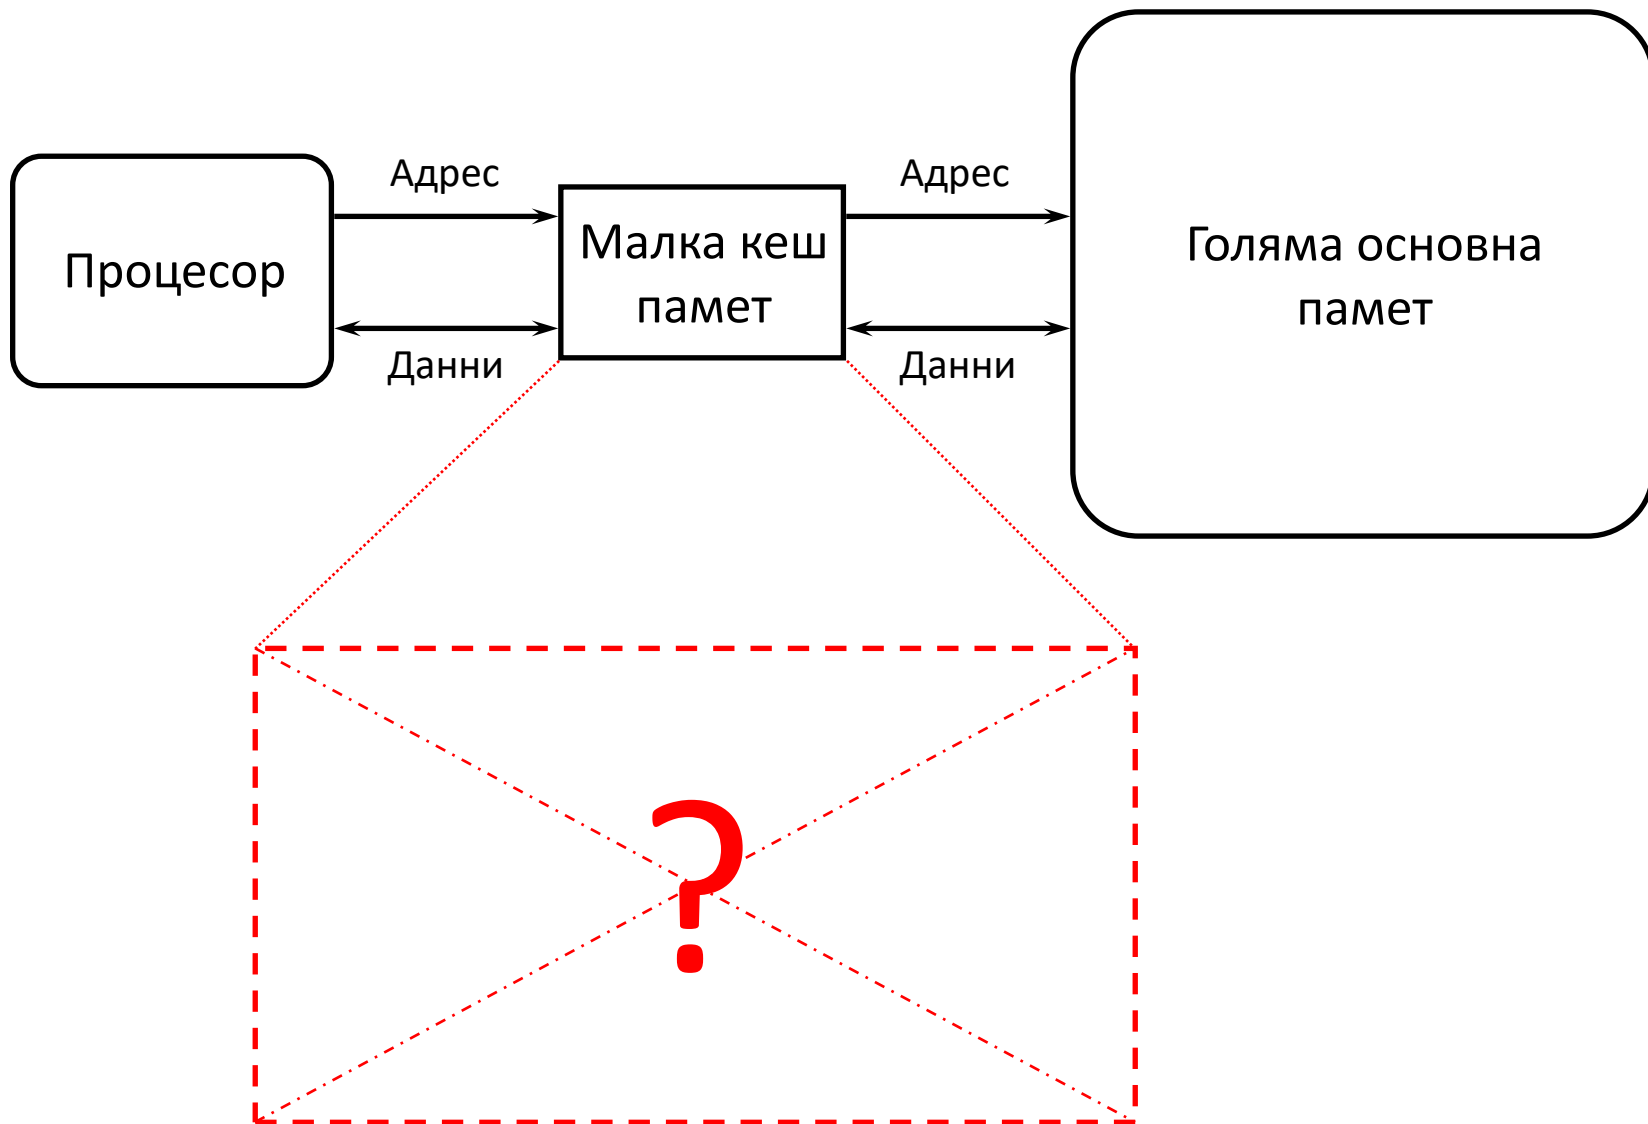 Процесор
Адрес
Данни
Малка кеш
памет
Адрес
Данни
Голяма основна
памет
?